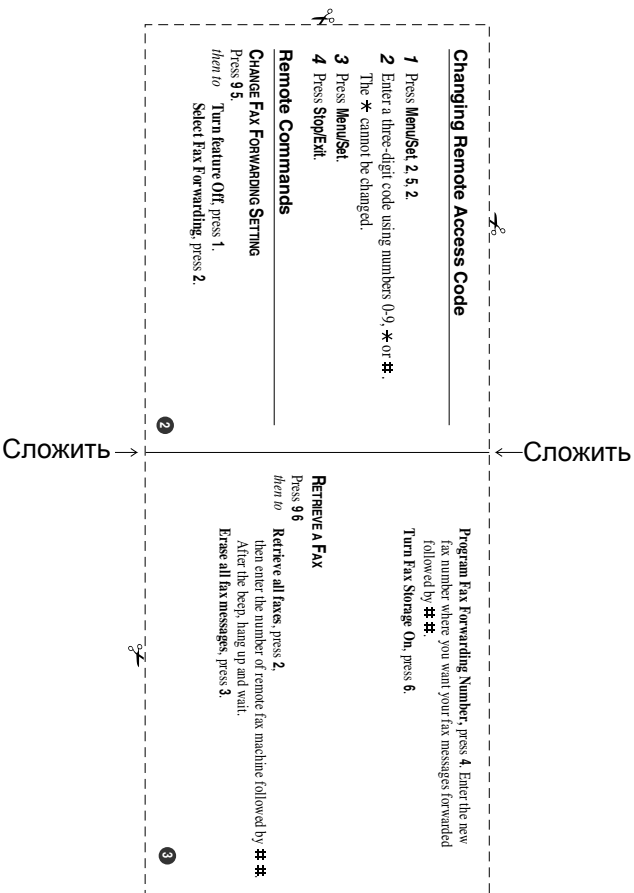 Changing Remote Access Code
1 Press Menu/Set, 2, 5, 2.
2 Enter a three-digit code using numbers 0-9, * or #.
The * cannot be changed.
3 Press Menu/Set.
4 Press Stop/Exit.
Remote Commands
CHANGE FAX FORWARDING SETTING
Press 9 5.
then to Turn feature Off, press 1.
Select Fax Forwarding, press 2.
2
Сложить
Сложить
Program Fax Forwarding Number, press 4. Enter the new
fax number where you want your fax messages forwarded
followed by # #.
Turn Fax Storage On, press 6.
RETRIEVE A FAX
Press 9 6
then to Retrieve all faxes, press 2,
then enter the number of remote fax machine followed by # #.
After the beep, hang up and wait.
Erase all fax messages, press 3.
3